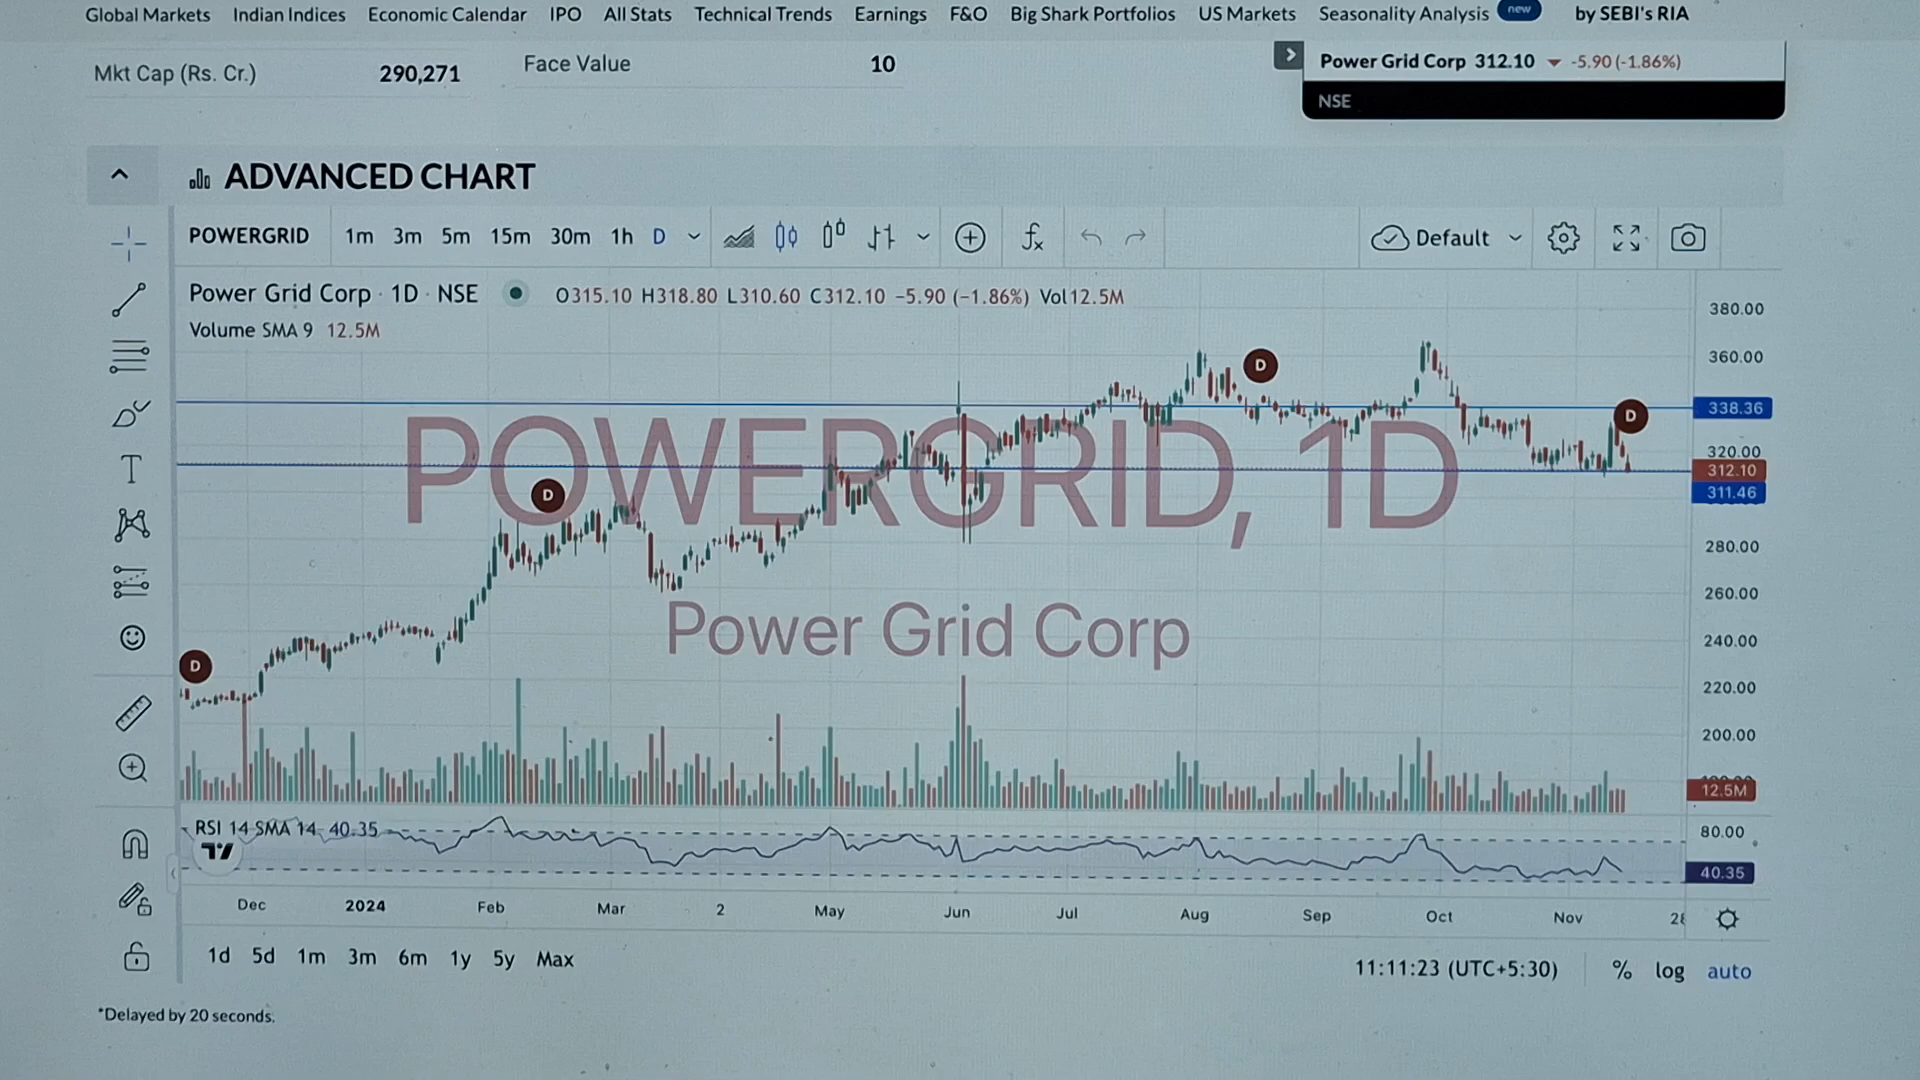 Global Markets Indian Indices Economic Calendar IPO All Stats Technical Trends Earnings F&O Big Shark Portfolios US Markets Seasonality Analysis new by SEBI's RIA
Mkt Cap (Rs. Cr.) 290,271 Face Value 10
Power Grid Corp 312.10 ▼ -5.90 (-1.86%)
NSE
ADVANCED CHART
POWERGRID 1m 3m 5m 15m 30m 1h D fx Default
Power Grid Corp · 1D · NSE O315.10 H318.80 L310.60 C312.10 −5.90 (−1.86%) Vol12.5M
Volume SMA 9 12.5M
380.00
360.00
D
338.36
D
POWERGRID, 1D
320.00
312.10
311.46
D
280.00
260.00
Power Grid Corp
240.00
D
220.00
200.00
12.5M
RSI 14 SMA 14 40.35
80.00
40.35
Dec 2024 Feb Mar 2 May Jun Jul Aug Sep Oct Nov
1d 5d 1m 3m 6m 1y 5y Max 11:11:23 (UTC+5:30) % log auto
*Delayed by 20 seconds.